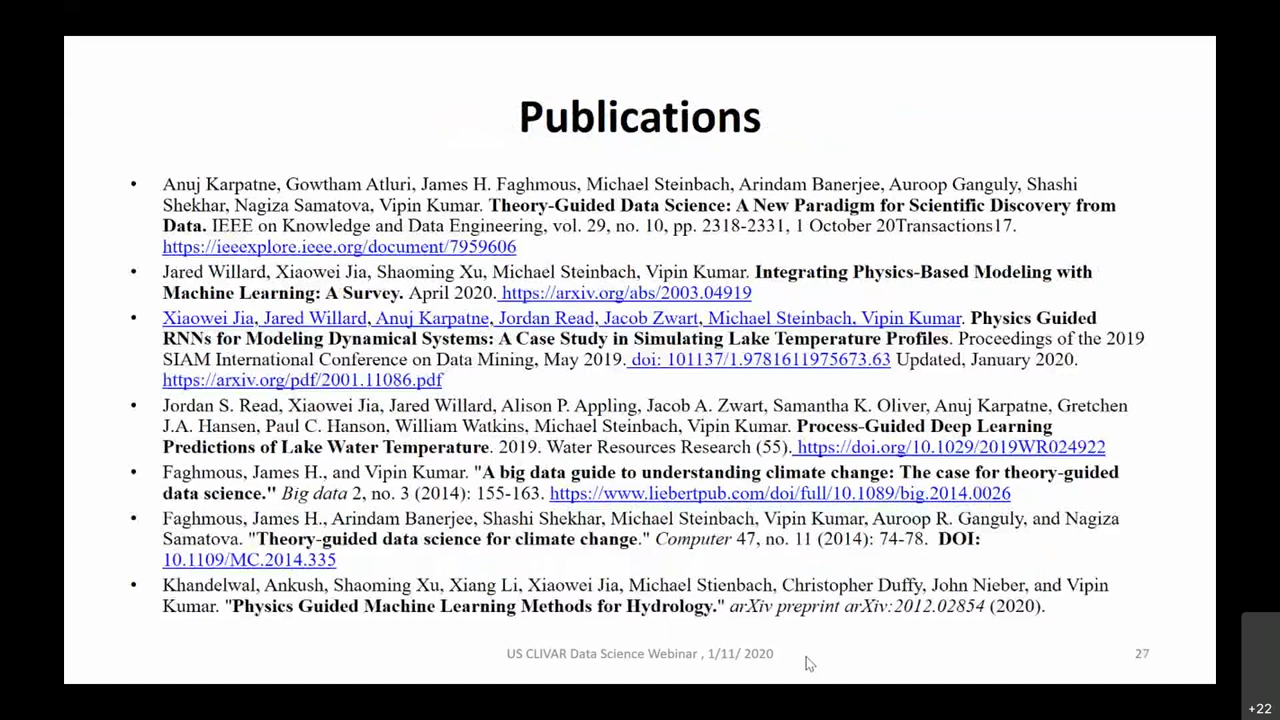 Publications
• Anuj Karpatne, Gowtham Atluri, James H. Faghmous, Michael Steinbach, Arindam Banerjee, Auroop Ganguly, Shashi
Shekhar, Nagiza Samatova, Vipin Kumar. Theory-Guided Data Science: A New Paradigm for Scientific Discovery from
Data. IEEE on Knowledge and Data Engineering, vol. 29, no. 10, pp. 2318-2331, 1 October 20Transactions17.
https://ieeexplore.ieee.org/document/7959606
• Jared Willard, Xiaowei Jia, Shaoming Xu, Michael Steinbach, Vipin Kumar. Integrating Physics-Based Modeling with
Machine Learning: A Survey. April 2020. https://arxiv.org/abs/2003.04919
• Xiaowei Jia, Jared Willard, Anuj Karpatne, Jordan Read, Jacob Zwart, Michael Steinbach, Vipin Kumar. Physics Guided
RNNs for Modeling Dynamical Systems: A Case Study in Simulating Lake Temperature Profiles. Proceedings of the 2019
SIAM International Conference on Data Mining, May 2019. doi: 101137/1.9781611975673.63 Updated, January 2020.
https://arxiv.org/pdf/2001.11086.pdf
• Jordan S. Read, Xiaowei Jia, Jared Willard, Alison P. Appling, Jacob A. Zwart, Samantha K. Oliver, Anuj Karpatne, Gretchen
J.A. Hansen, Paul C. Hanson, William Watkins, Michael Steinbach, Vipin Kumar. Process-Guided Deep Learning
Predictions of Lake Water Temperature. 2019. Water Resources Research (55). https://doi.org/10.1029/2019WR024922
• Faghmous, James H., and Vipin Kumar. "A big data guide to understanding climate change: The case for theory-guided
data science." Big data 2, no. 3 (2014): 155-163. https://www.liebertpub.com/doi/full/10.1089/big.2014.0026
• Faghmous, James H., Arindam Banerjee, Shashi Shekhar, Michael Steinbach, Vipin Kumar, Auroop R. Ganguly, and Nagiza
Samatova. "Theory-guided data science for climate change." Computer 47, no. 11 (2014): 74-78. DOI:
10.1109/MC.2014.335
• Khandelwal, Ankush, Shaoming Xu, Xiang Li, Xiaowei Jia, Michael Stienbach, Christopher Duffy, John Nieber, and Vipin
Kumar. "Physics Guided Machine Learning Methods for Hydrology." arXiv preprint arXiv:2012.02854 (2020).
US CLIVAR Data Science Webinar , 1/11/ 2020
27
+22